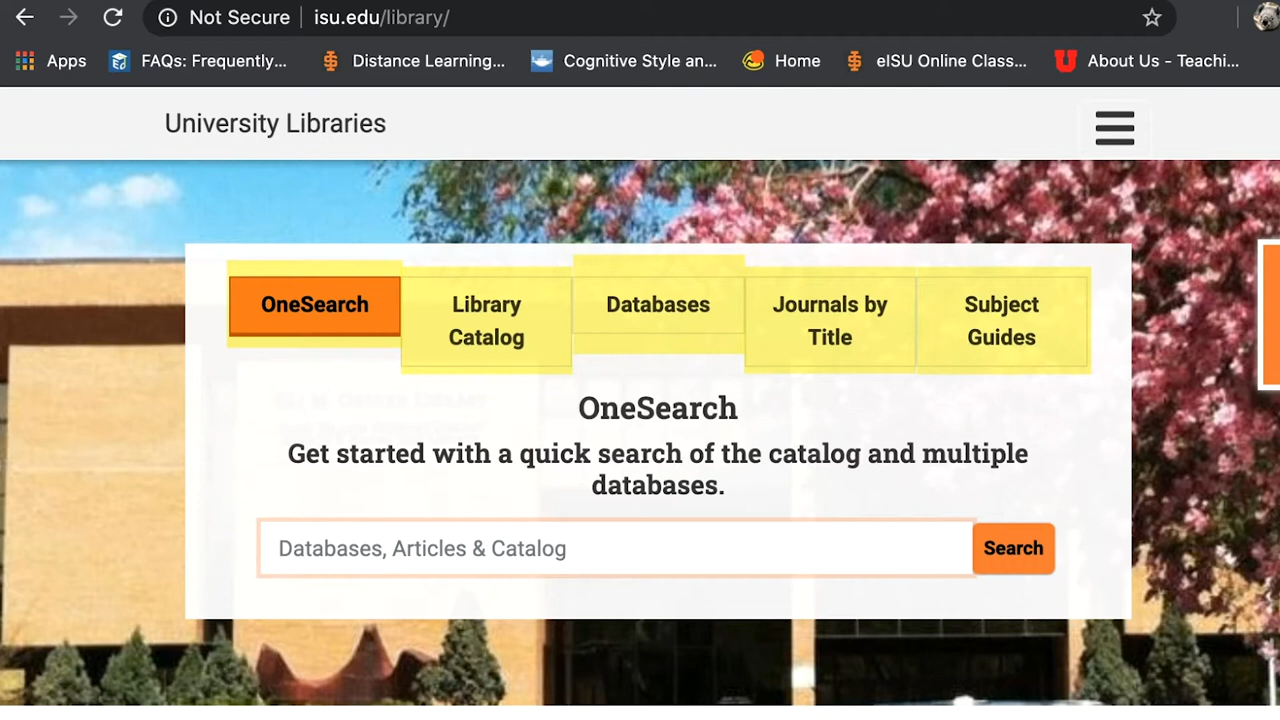 Not Secure isu.edu/library/
Apps FAQs: Frequently... Distance Learning... Cognitive Style an... Home eISU Online Class... About Us - Teachi...
University Libraries
OneSearch
Library
Catalog
Databases
Journals by
Title
Subject
Guides
OneSearch
Get started with a quick search of the catalog and multiple
databases.
Databases, Articles & Catalog
Search